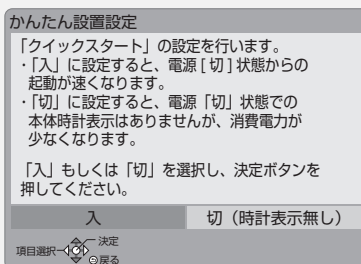 かんたん設置設定
「クイックスタート」の設定を行います。
・「入」に設定すると、電源 [ 切 ] 状態からの
起動が速くなります。
・「切」に設定すると、電源「切」状態での
本体時計表示はありませんが、消費電力が
少なくなります。
「入」もしくは「切」を選択し、決定ボタンを
押してください。
入
切（時計表示無し）
決定
項目選択
戻る